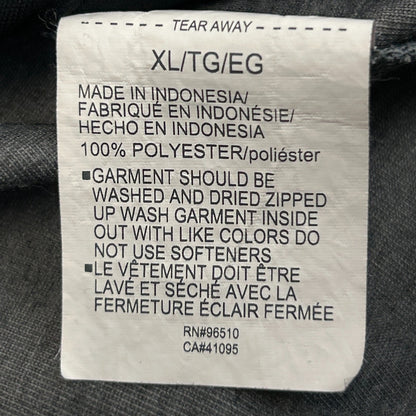 - - - - - - TEAR AWAY - - - - - -
XL/TG/EG
MADE IN INDONESIA/
FABRIQUÉ EN INDONÉSIE/
HECHO EN INDONESIA
100% POLYESTER/poliéster
▪GARMENT SHOULD BE
WASHED AND DRIED ZIPPED
UP WASH GARMENT INSIDE
OUT WITH LIKE COLORS DO
NOT USE SOFTENERS
▪LE VÊTEMENT DOIT ÊTRE
LAVÉ ET SÉCHÉ AVEC LA
FERMETURE ÉCLAIR FERMÉE
RN#96510
CA#41095